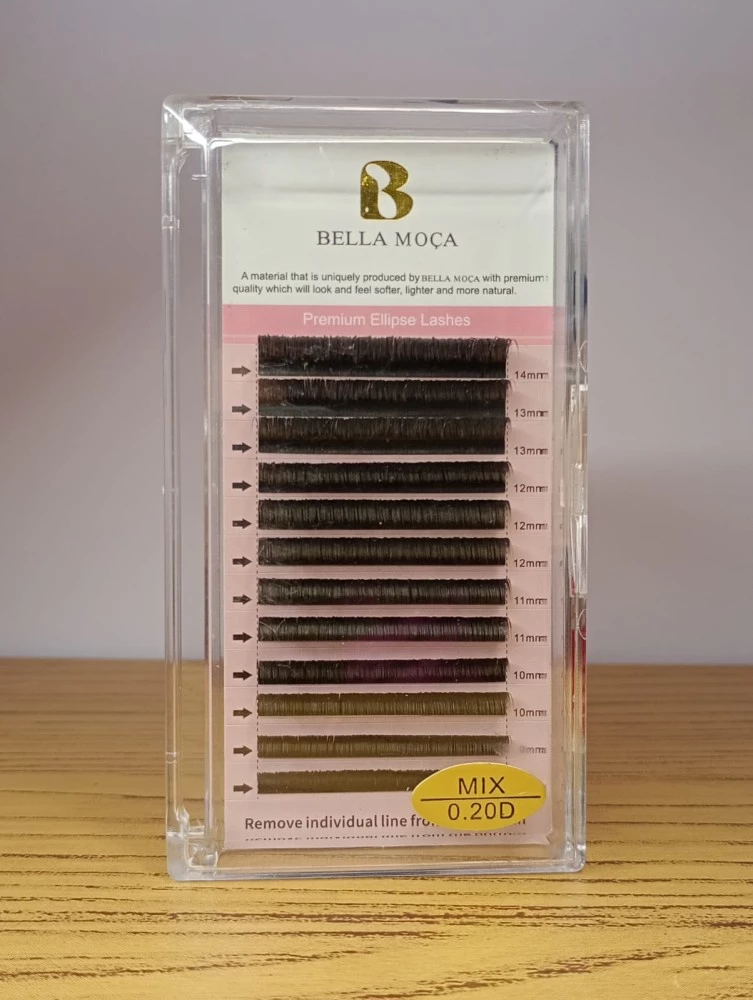 B
BELLA MOÇA
A material that is uniquely produced by BELLA MOÇA with premium
quality which will look and feel softer, lighter and more natural.
Premium Ellipse Lashes
14mm
13mm
13mm
12mm
12mm
12mm
11mm
11mm
10mm
10mm
MIX
0.20D
Remove individual line